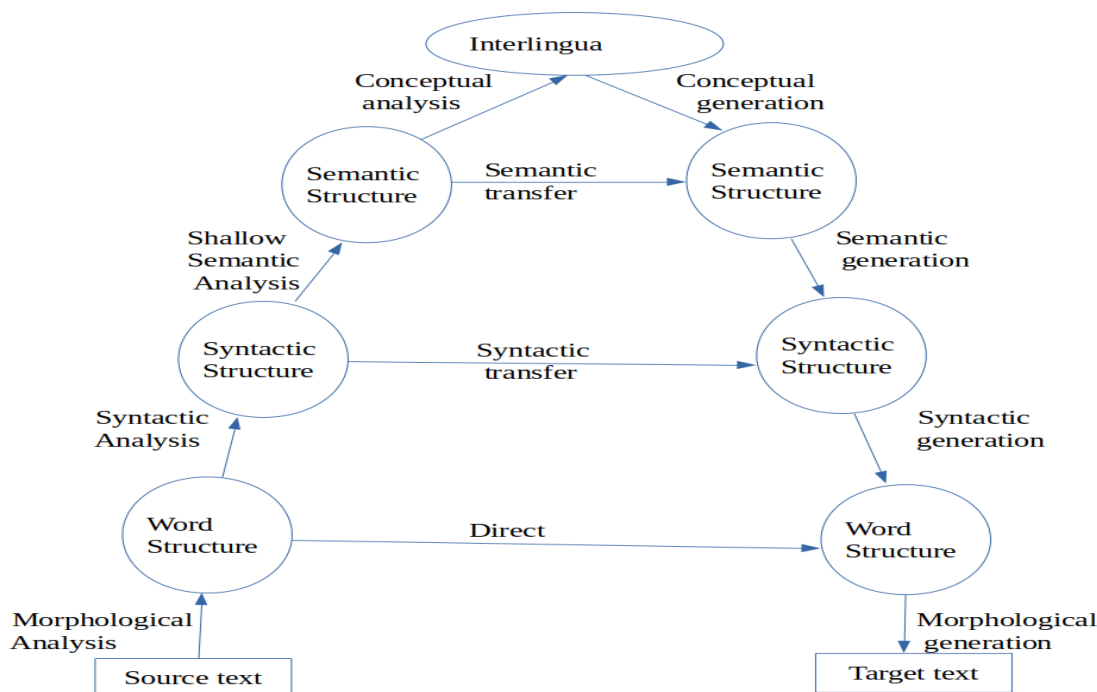 Interlingua
Conceptual
analysis
Conceptual
generation
Semantic
Structure
Semantic
transfer
Semantic
Structure
Shallow
Semantic
Analysis
Semantic
generation
Syntactic
Structure
Syntactic
transfer
Syntactic
Structure
Syntactic
Analysis
Syntactic
generation
Word
Structure
Direct
Word
Structure
Morphological
Analysis
Morphological
generation
Source text
Target text